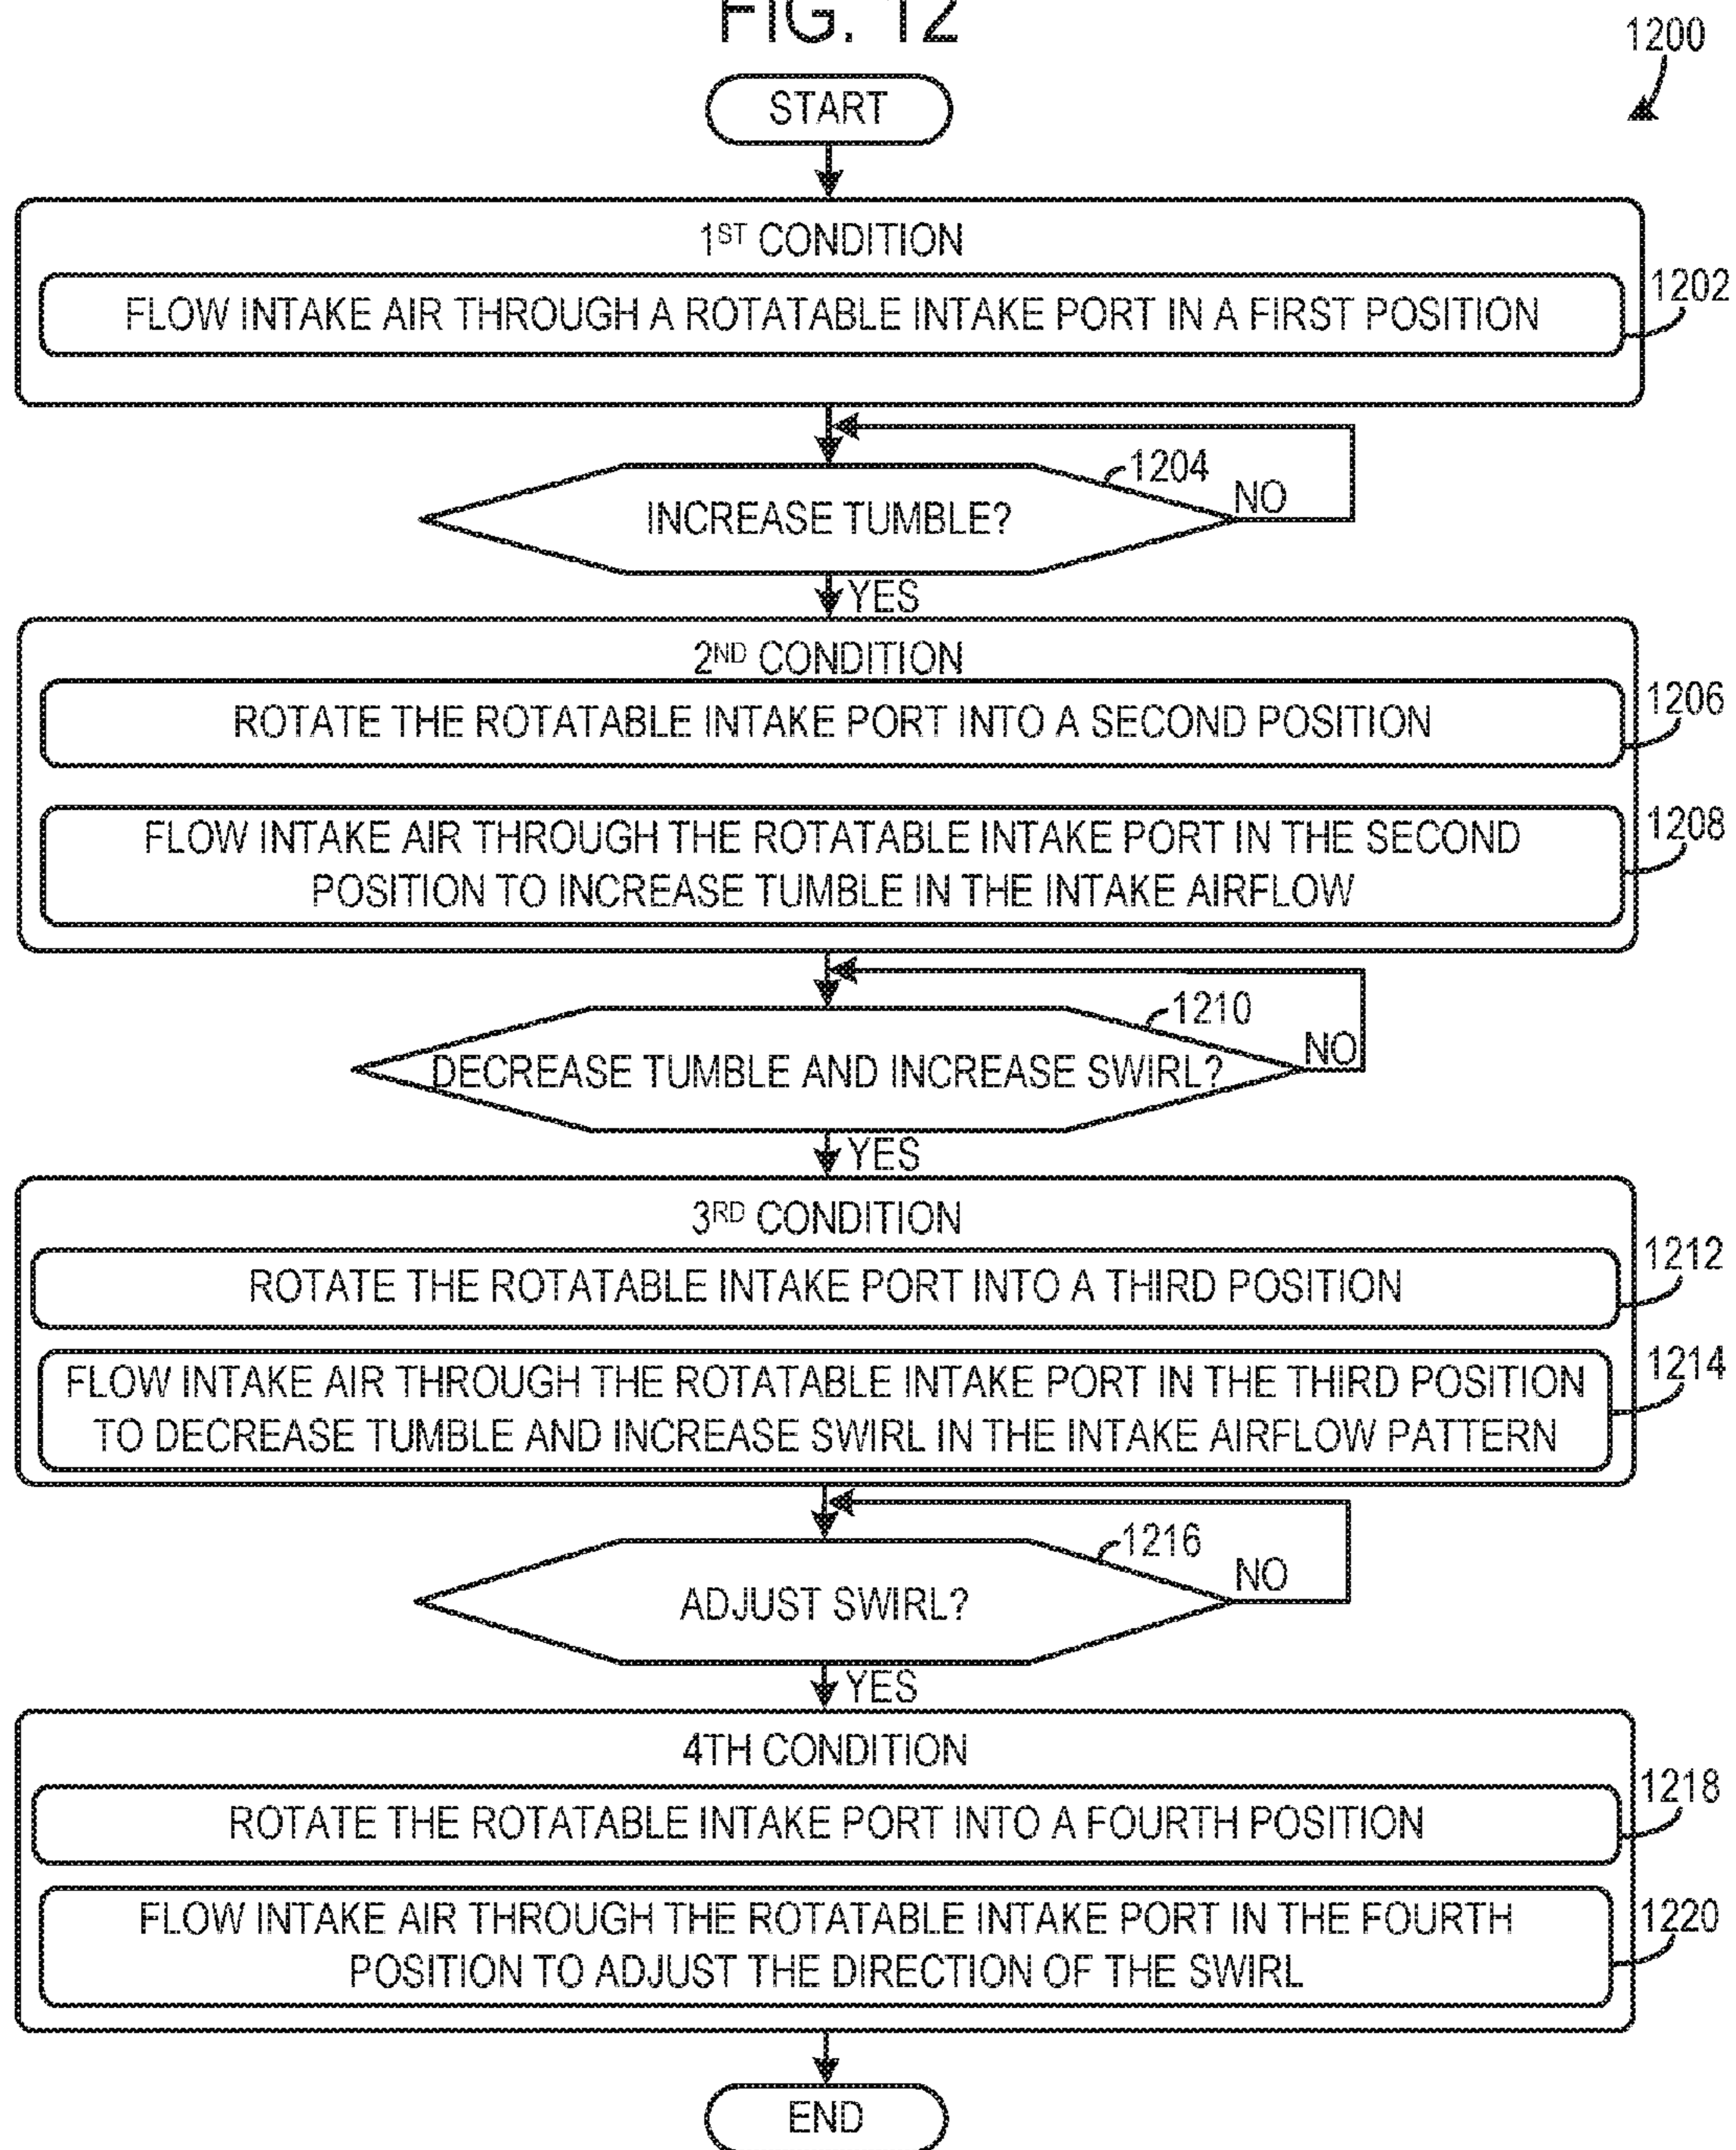 FIG. 12
1200
START
1ST CONDITION
FLOW INTAKE AIR THROUGH A ROTATABLE INTAKE PORT IN A FIRST POSITION
1202
1204
INCREASE TUMBLE?
NO
YES
2ND CONDITION
ROTATE THE ROTATABLE INTAKE PORT INTO A SECOND POSITION
1206
FLOW INTAKE AIR THROUGH THE ROTATABLE INTAKE PORT IN THE SECOND
POSITION TO INCREASE TUMBLE IN THE INTAKE AIRFLOW
1208
1210
DECREASE TUMBLE AND INCREASE SWIRL?
NO
YES
3RD CONDITION
ROTATE THE ROTATABLE INTAKE PORT INTO A THIRD POSITION
1212
FLOW INTAKE AIR THROUGH THE ROTATABLE INTAKE PORT IN THE THIRD POSITION
TO DECREASE TUMBLE AND INCREASE SWIRL IN THE INTAKE AIRFLOW PATTERN
1214
1216
ADJUST SWIRL?
NO
YES
4TH CONDITION
ROTATE THE ROTATABLE INTAKE PORT INTO A FOURTH POSITION
1218
FLOW INTAKE AIR THROUGH THE ROTATABLE INTAKE PORT IN THE FOURTH
POSITION TO ADJUST THE DIRECTION OF THE SWIRL
1220
END